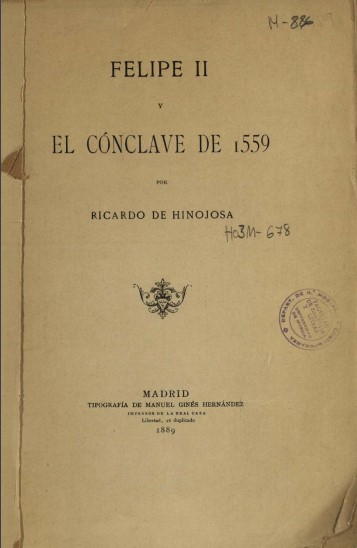 M-886
FELIPE II
Y
EL CÓNCLAVE DE 1559
POR
RICARDO DE HINOJOSA
Ha3M-678
MADRID
TIPOGRAFÍA DE MANUEL GINÉS HERNÁNDEZ
IMPRESOR DE LA REAL CASA
Libertad, 16 duplicado
1889